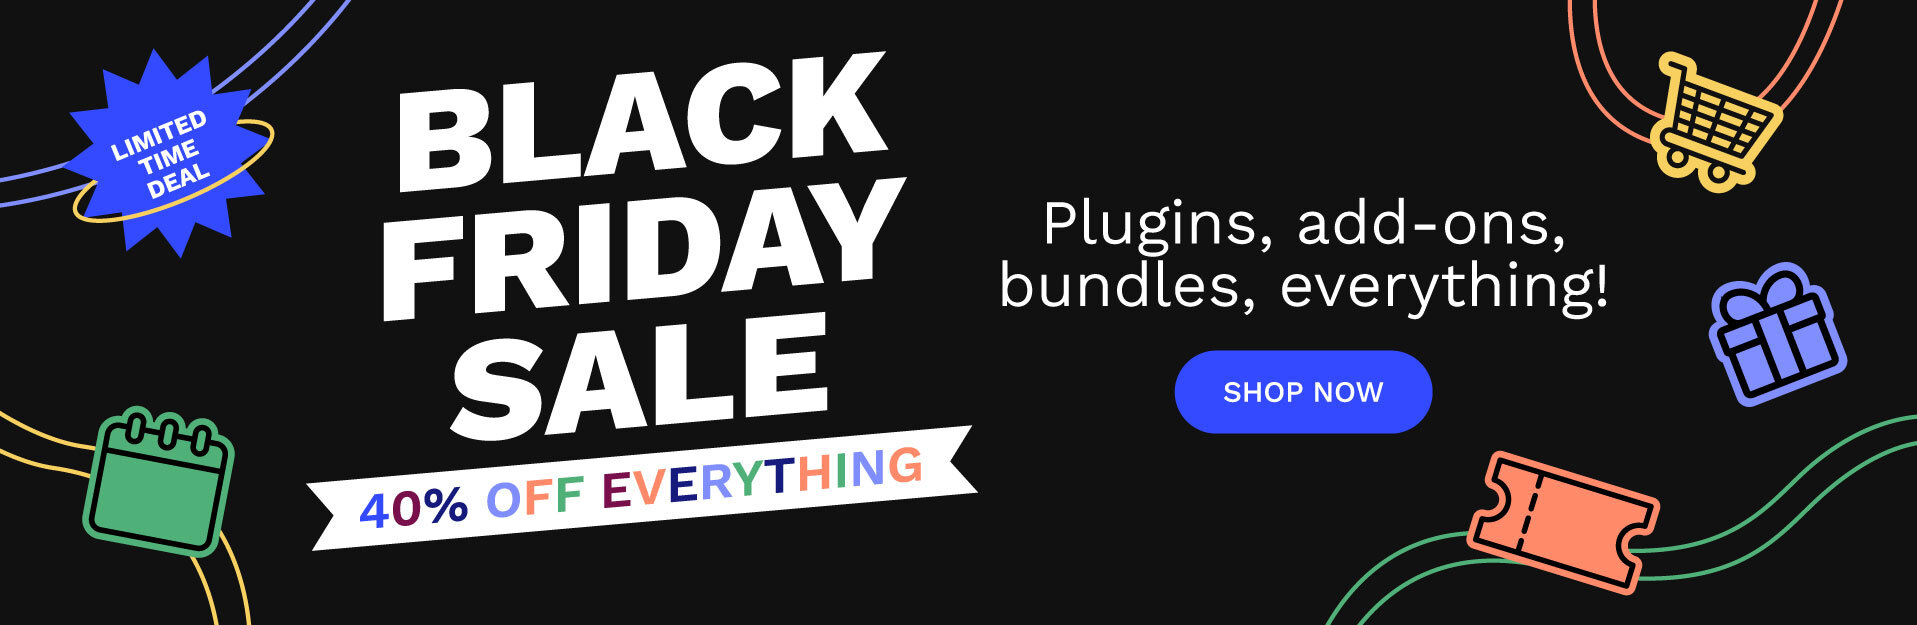 LIMITED
TIME
DEAL
BLACK
FRIDAY
SALE
40% OFF EVERYTHING
Plugins, add-ons,
bundles, everything!
SHOP NOW